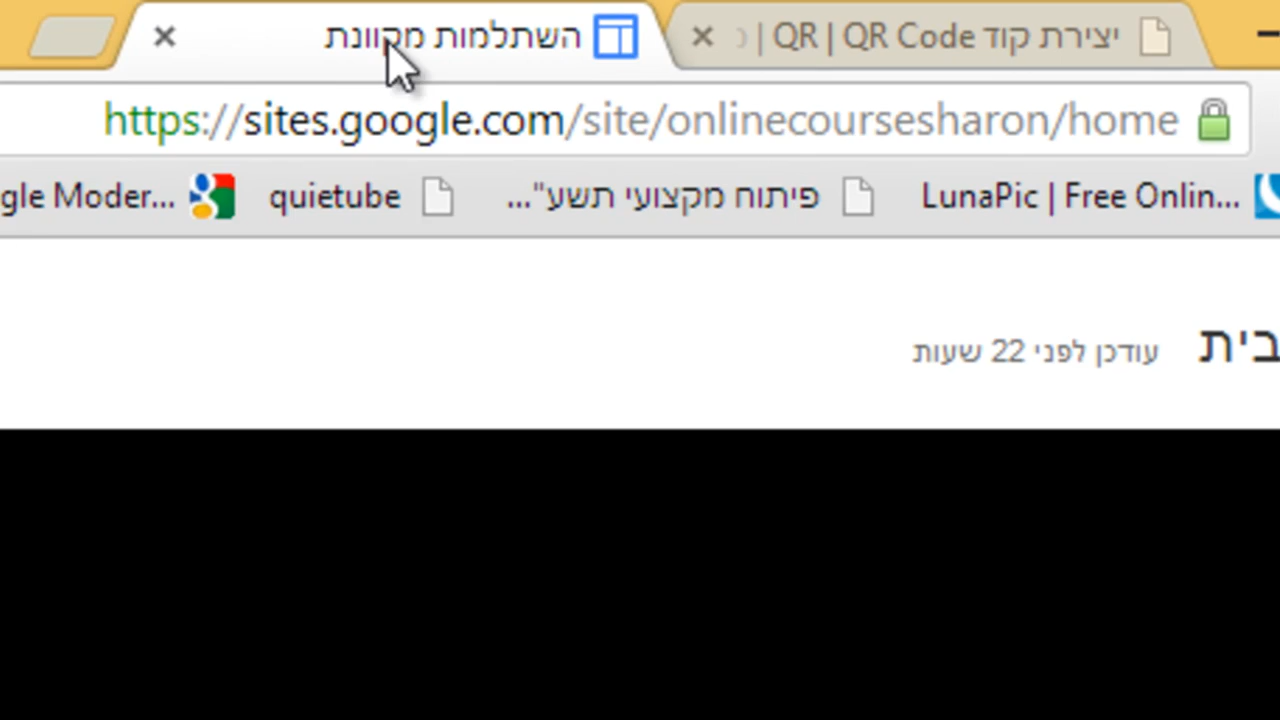 יצירת קוד QR | QR Code | כ
השתלמות מקוונת
https://sites.google.com/site/onlinecoursesharon/home
LunaPic | Free Onlin...
פיתוח מקצועי תשע"...
quietube
gle Moder...
בית עודכן לפני 22 שעות